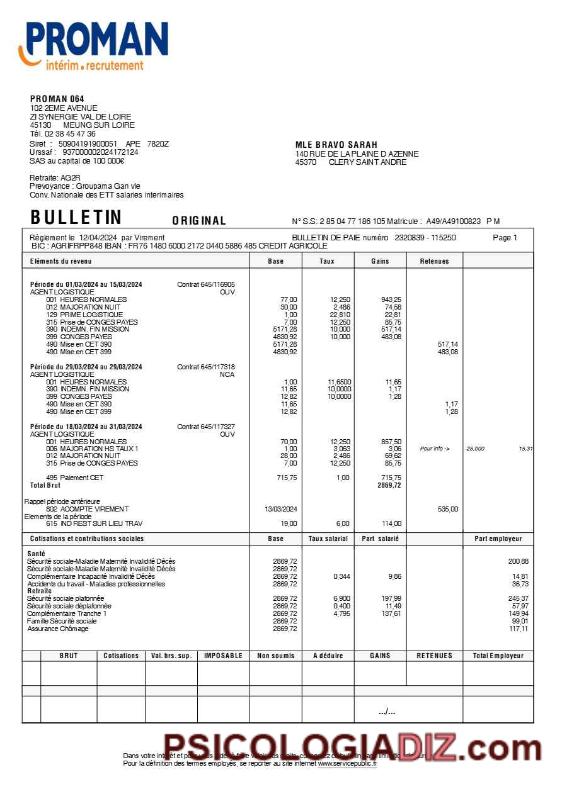 PROMAN
intérim.recrutement
PROMAN 064
102 2EME AVENUE
ZI SYNERGIE VAL DE LOIRE
45130 MEUNG SUR LOIRE
Tél. 02 38 45 47 36
Siret : 50904191900051 APE 7820Z
Urssaf : 937000002024172124
SAS au capital de 100 000€
MLE BRAVO SARAH
140 RUE DE LA PLAINE D AZENNE
45370 CLERY SAINT ANDRE
Retraite: AG2R
Prevoyance : Groupama Gan vie
Conv. Nationale des ETT salaries interimaires
BULLETIN ORIGINAL N° S.S: 2 85 04 77 186 105 Matricule : A49/A49100823 P M
Règlement le 12/04/2024 par Virement BULLETIN DE PAIE numéro 2320839 - 115250 Page 1
BIC : AGRIFRPP848 IBAN : FR76 1480 6000 2172 0440 5886 485 CREDIT AGRICOLE
Eléments du revenu Base Taux Gains Retenues
Période du 01/03/2024 au 15/03/2024 Contrat 645/116905
AGENT LOGISTIQUE OUV
001 HEURES NORMALES 77,00 12,250 943,25
012 MAJORATION NUIT 30,00 2,486 74,58
129 PRIME LOGISTIQUE 1,00 22,810 22,81
315 Prise de CONGES PAYES 7,00 12,250 85,75
390 INDEMN. FIN MISSION 5171,28 10,000 517,14
399 CONGES PAYES 4830,92 10,000 483,08
490 Mise en CET 390 5171,28 517,14
490 Mise en CET 399 4830,92 483,08
Période du 29/03/2024 au 29/03/2024 Contrat 645/117318
AGENT LOGISTIQUE NCA
001 HEURES NORMALES 1,00 11,6500 11,65
390 INDEMN. FIN MISSION 11,65 10,0000 1,17
399 CONGES PAYES 12,82 10,0000 1,28
490 Mise en CET 390 11,65 1,17
490 Mise en CET 399 12,82 1,28
Période du 18/03/2024 au 31/03/2024 Contrat 645/117327
AGENT LOGISTIQUE OUV
001 HEURES NORMALES 70,00 12,250 857,50
006 MAJORATION HS TAUX 1 1,00 3,063 3,06 Pour info -> 25,000 15,31
012 MAJORATION NUIT 28,00 2,486 69,62
315 Prise de CONGES PAYES 7,00 12,250 85,75
495 Paiement CET 715,75 1,00 715,75
Total Brut 2869,72
Rappel période antérieure
802 ACOMPTE VIREMENT 13/03/2024 535,00
Elements de la période
615 IND REST SUR LIEU TRAV 19,00 6,00 114,00
Cotisations et contributions sociales Base Taux salarial Part salarié Part employeur
Santé
Sécurité sociale-Maladie Maternité Invalidité Décès 2869,72 200,88
Sécurité sociale-Maladie Maternité Invalidité Décès 2869,72
Complémentaire Incapacité Invalidité Décès 2869,72 0,344 9,86 14,81
Accidents du travail - Maladies professionnelles 2869,72 36,73
Retraite
Sécurité sociale plafonnée 2869,72 6,900 197,99 245,37
Sécurité sociale déplafonnée 2869,72 0,400 11,49 57,97
Complémentaire Tranche 1 2869,72 4,795 137,61 149,94
Famille Sécurité sociale 2869,72 99,01
Assurance Chômage 2869,72 117,11
BRUT Cotisations Vol. hrs. sup. IMPOSABLE Non soumis A déduire GAINS RETENUES Total Employeur
.../...
PSICOLOGIADIZ.com
Dans votre intérêt et pour vous
Pour la définition des termes employés, se reporter au site internet www.servicepublic.fr